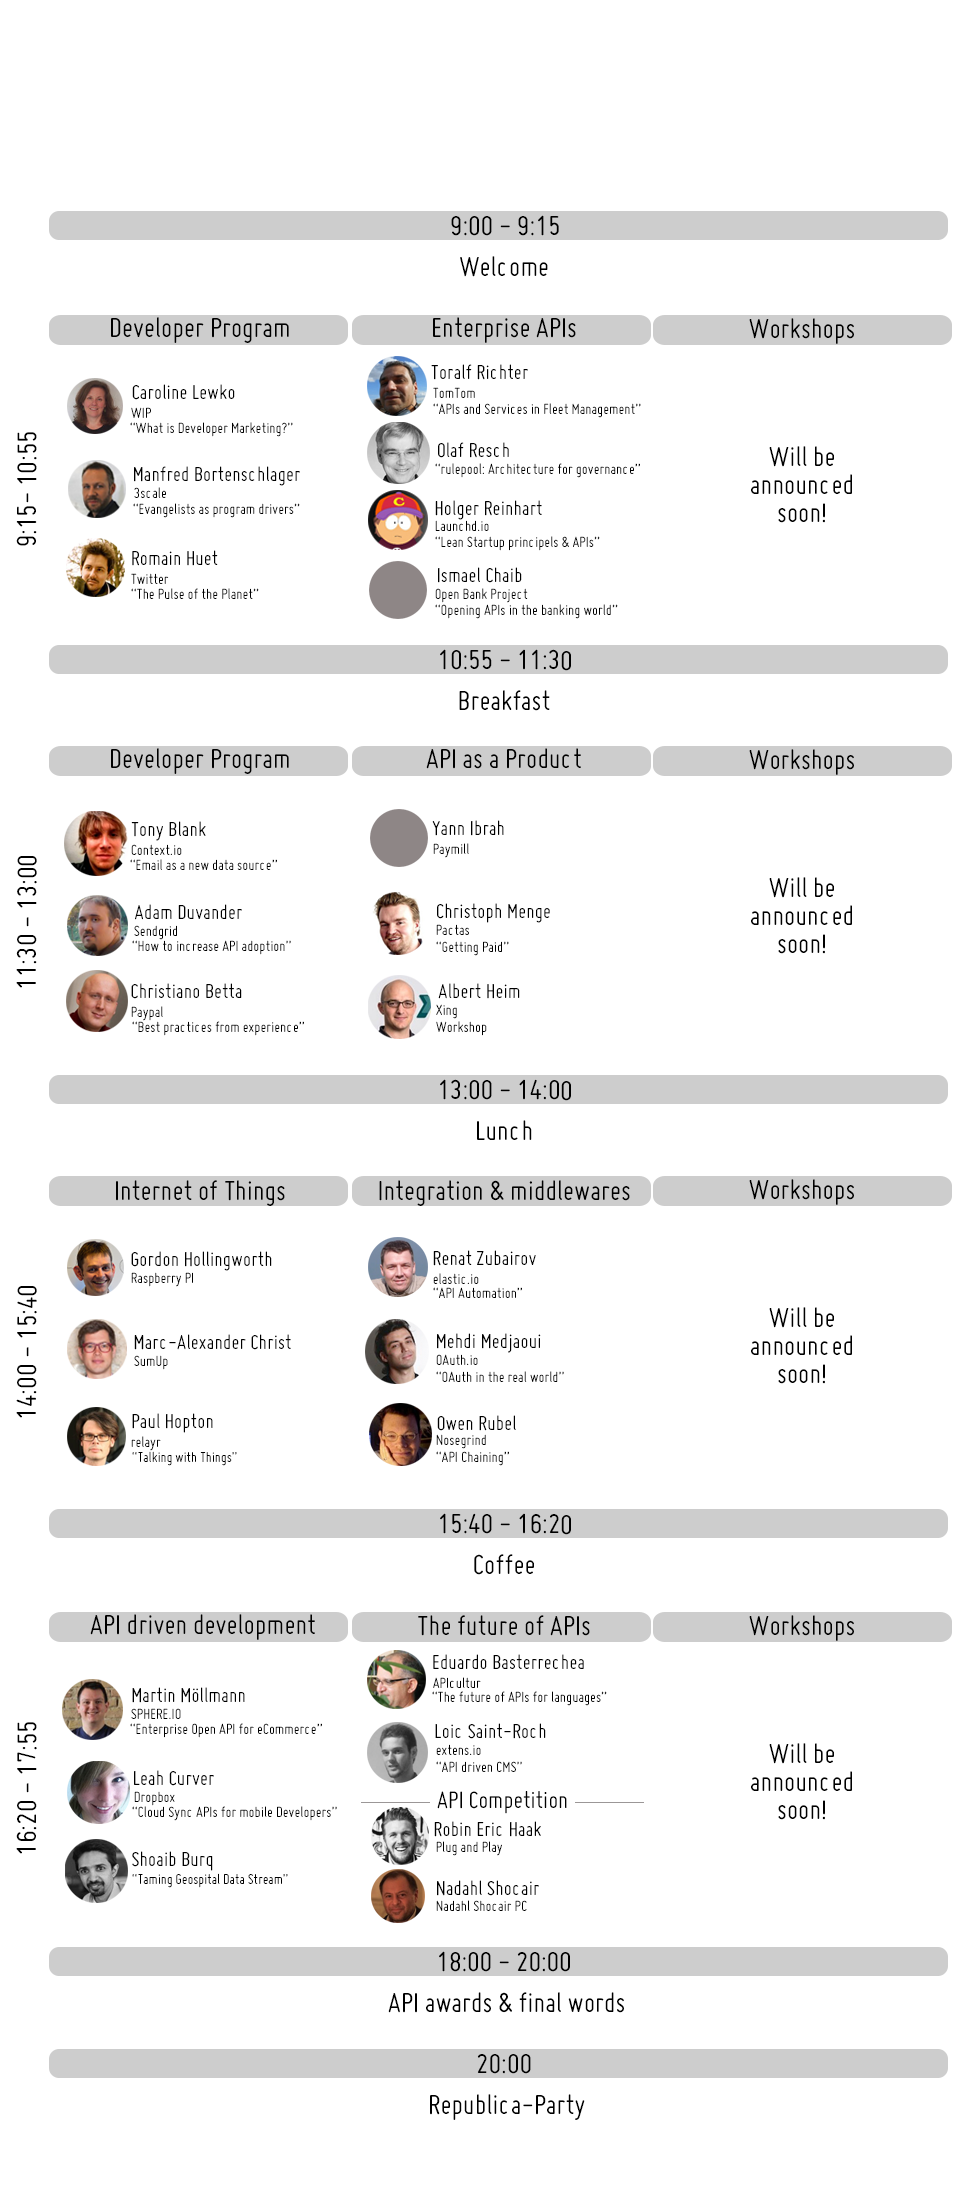 9:00 - 9:15
Welcome
Developer Program
Enterprise APIs
Workshops
9:15- 10:55
Caroline Lewko
WIP
"What is Developer Marketing?"
Manfred Bortenschlager
3scale
"Evangelists as program drivers"
Romain Huet
Twitter
"The Pulse of the Planet"
Toralf Richter
TomTom
"APIs and Services in Fleet Management"
Olaf Resch
"rulepool: Architecture for governance"
Holger Reinhart
Launchd.io
"Lean Startup principels & APIs"
Ismael Chaib
Open Bank Project
"Opening APIs in the banking world"
Will be
announced
soon!
10:55 - 11:30
Breakfast
Developer Program
API as a Product
Workshops
11:30 - 13:00
Tony Blank
Context.io
"Email as a new data source"
Adam Duvander
Sendgrid
"How to increase API adoption"
Christiano Betta
Paypal
"Best practices from experience"
Yann Ibrah
Paymill
Christoph Menge
Pactas
"Getting Paid"
Albert Heim
Xing
Workshop
Will be
announced
soon!
13:00 - 14:00
Lunch
Internet of Things
Integration & middlewares
Workshops
14:00 - 15:40
Gordon Hollingworth
Raspberry PI
Marc-Alexander Christ
SumUp
Paul Hopton
relayr
"Talking with Things"
Renat Zubairov
elastic.io
"API Automation"
Mehdi Medjaoui
OAuth.io
"OAuth in the real world"
Owen Rubel
Nosegrind
"API Chaining"
Will be
announced
soon!
15:40 - 16:20
Coffee
API driven development
The future of APIs
Workshops
16:20 - 17:55
Martin Möllmann
SPHERE.IO
"Enterprise Open API for eCommerce"
Leah Curver
Dropbox
"Cloud Sync APIs for mobile Developers"
Shoaib Burq
"Taming Geospital Data Stream"
Eduardo Basterrechea
APIcultur
"The future of APIs for languages"
Loic Saint-Roch
extens.io
"API driven CMS"
API Competition
Robin Eric Haak
Plug and Play
Nadahl Shocair
Nadahl Shocair PC
Will be
announced
soon!
18:00 - 20:00
API awards & final words
20:00
Republica-Party